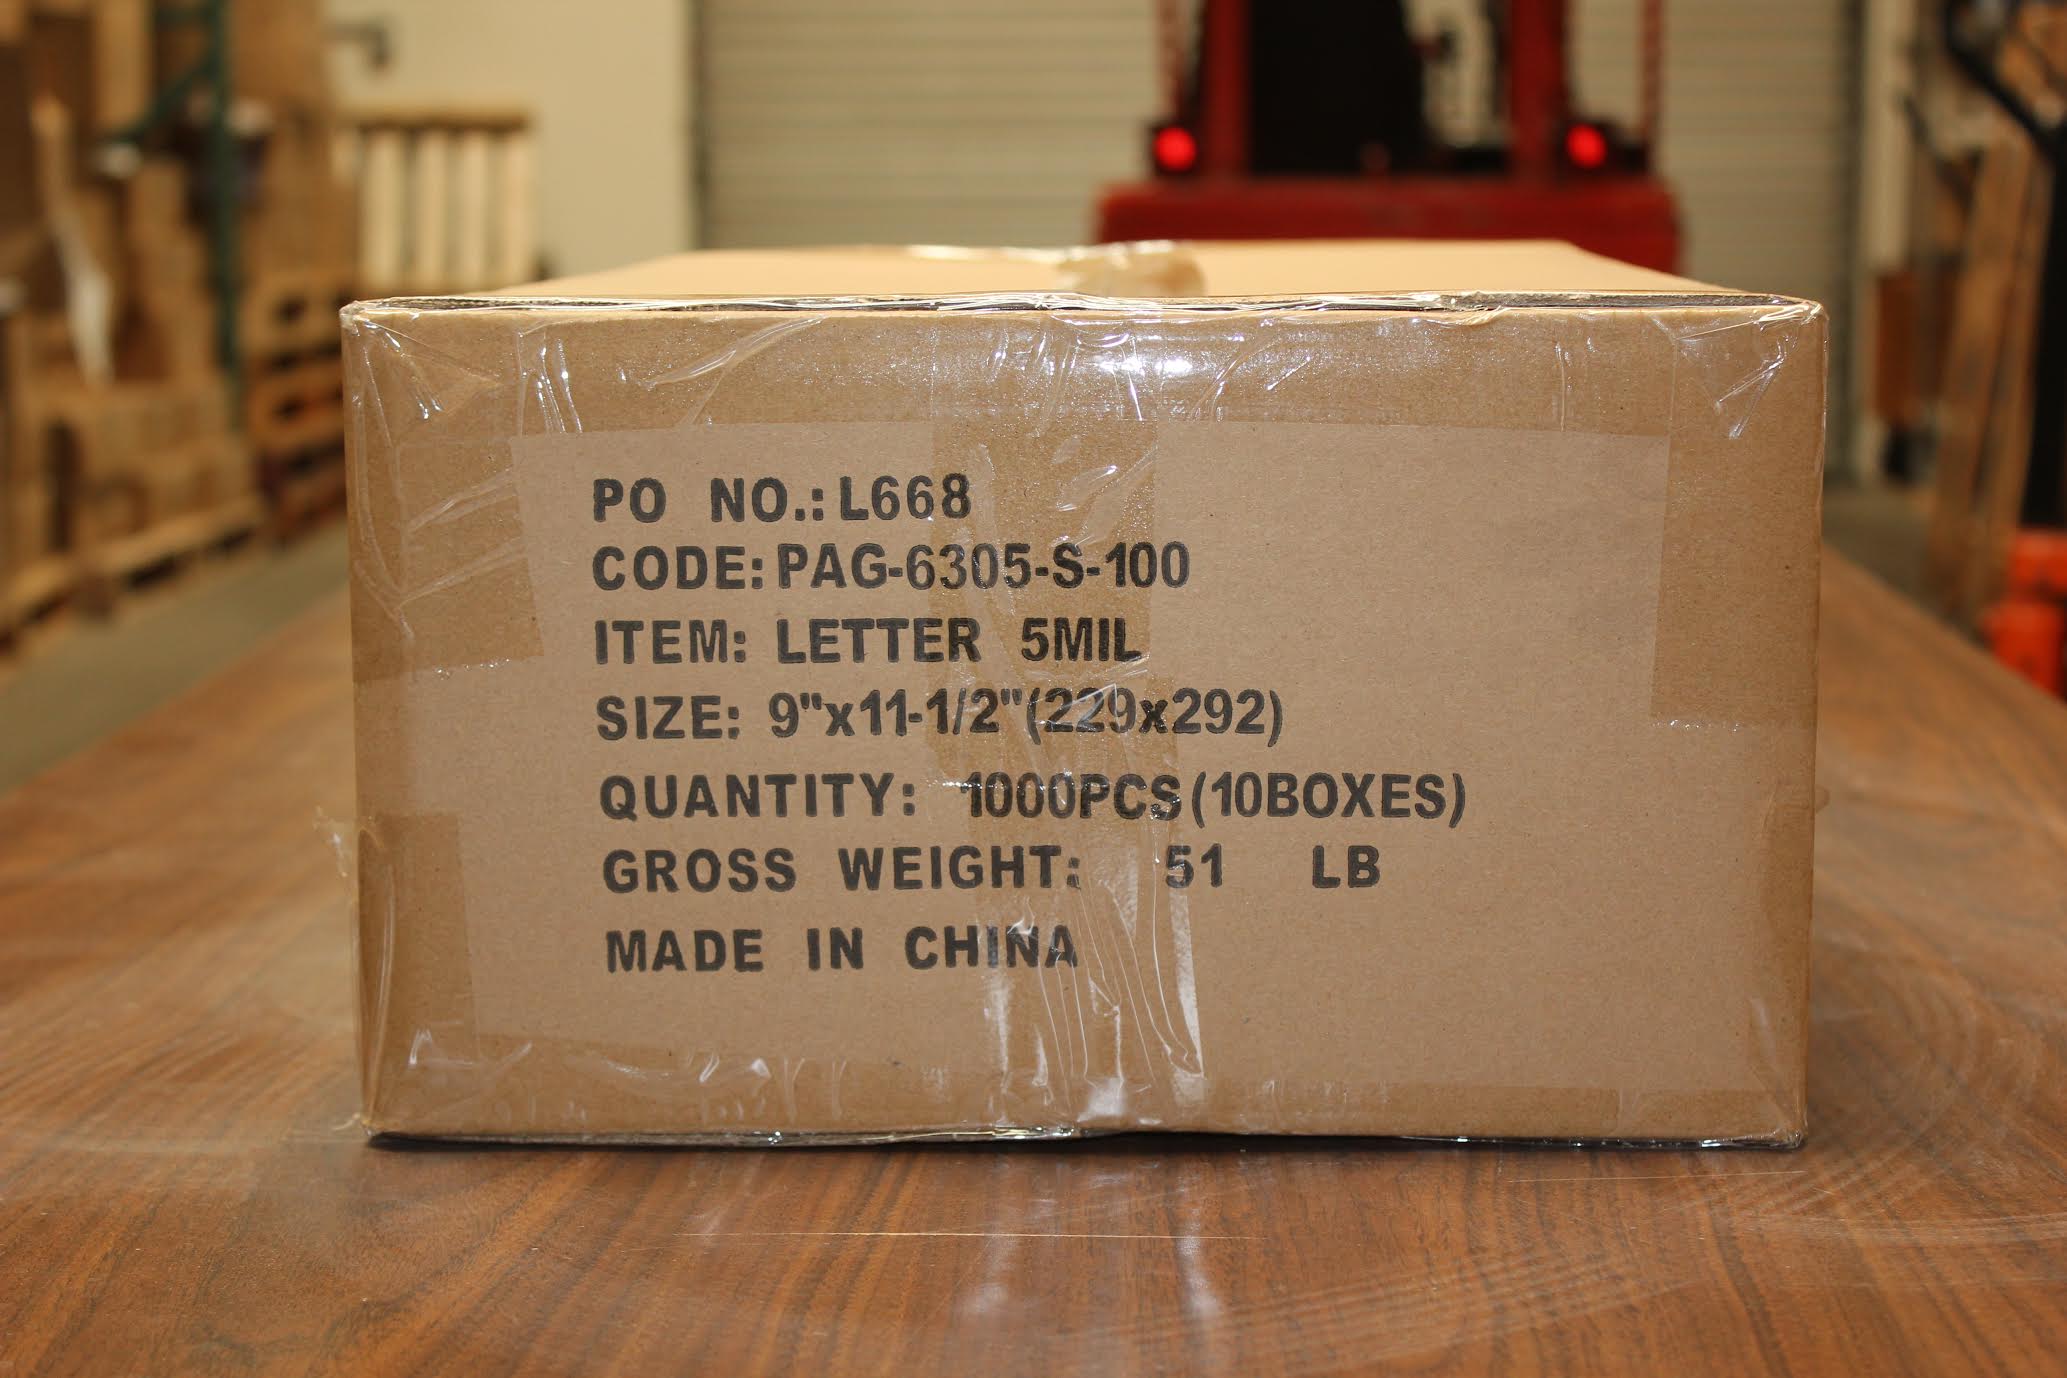 PO NO.: L668
CODE: PAG-6305-S-100
ITEM: LETTER 5MIL
SIZE: 9"x11-1/2"(229x292)
QUANTITY: 1000PCS(10BOXES)
GROSS WEIGHT: 51 LB
MADE IN CHINA